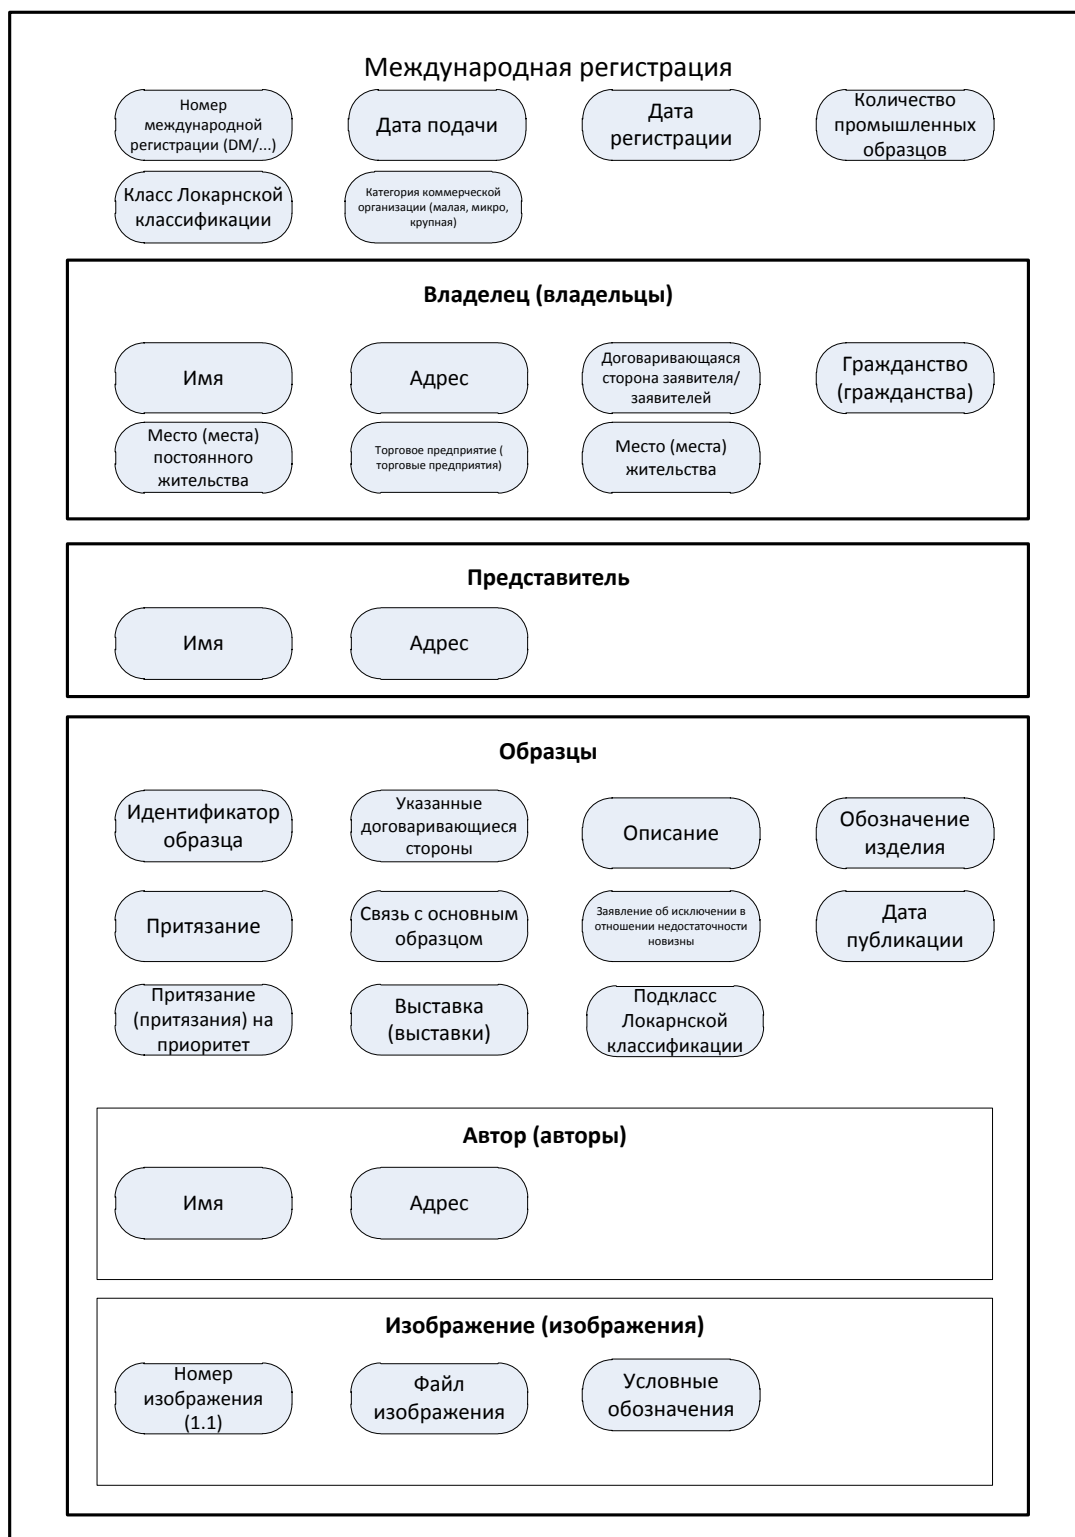 Международная регистрация
Номер
международной
регистрации (DM/...)
Дата подачи
Дата
регистрации
Количество
промышленных
образцов
Класс Локарнской
классификации
Категория коммерческой
организации (малая, микро,
крупная)
Владелец (владельцы)
Имя
Адрес
Договаривающаяся
сторона заявителя/
заявителей
Гражданство
(гражданства)
Место (места)
постоянного
жительства
Торговое предприятие (
торговые предприятия)
Место (места)
жительства
Представитель
Имя
Адрес
Образцы
Идентификатор
образца
Указанные
договаривающиеся
стороны
Описание
Обозначение
изделия
Притязание
Связь с основным
образцом
Заявление об исключении в
отношении недостаточности
новизны
Дата
публикации
Притязание
(притязания) на
приоритет
Выставка
(выставки)
Подкласс
Локарнской
классификации
Автор (авторы)
Имя
Адрес
Изображение (изображения)
Номер
изображения
(1.1)
Файл
изображения
Условные
обозначения